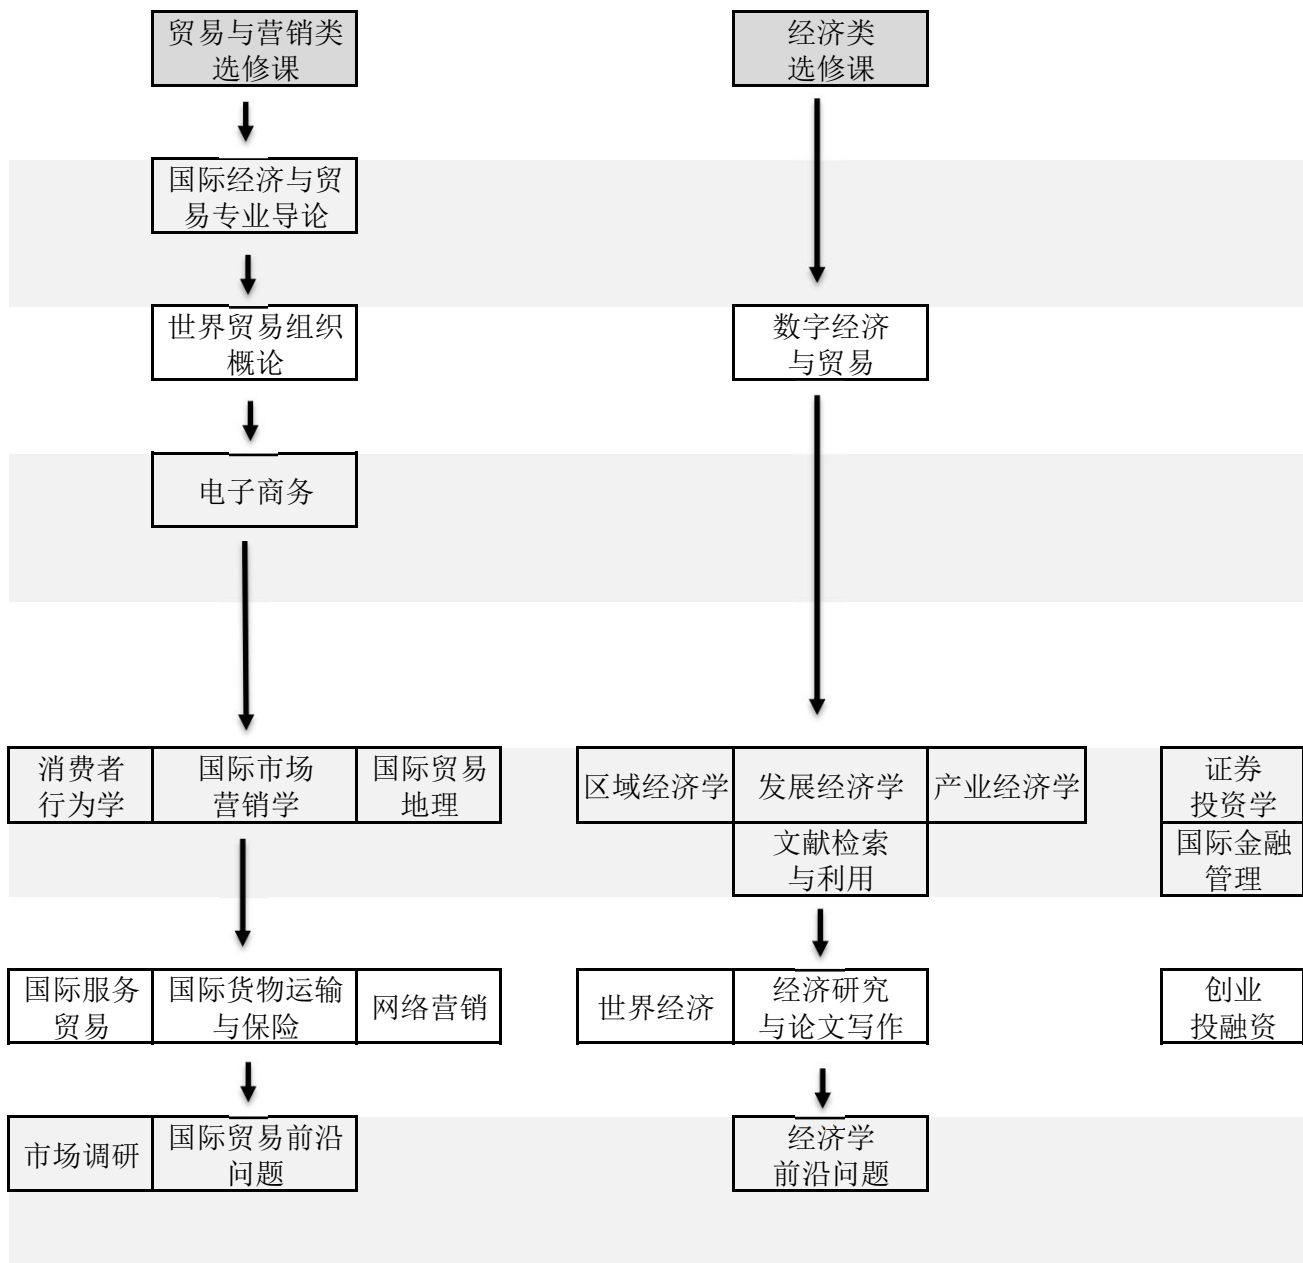 贸易与营销类
选修课
经济类
选修课
国际经济与贸
易专业导论
世界贸易组织
概论
数字经济
与贸易
电子商务
消费者
行为学
国际市场
营销学
国际贸易
地理
区域经济学
发展经济学
产业经济学
证券
投资学
文献检索
与利用
国际金融
管理
国际服务
贸易
国际货物运输
与保险
网络营销
世界经济
经济研究
与论文写作
创业
投融资
市场调研
国际贸易前沿
问题
经济学
前沿问题